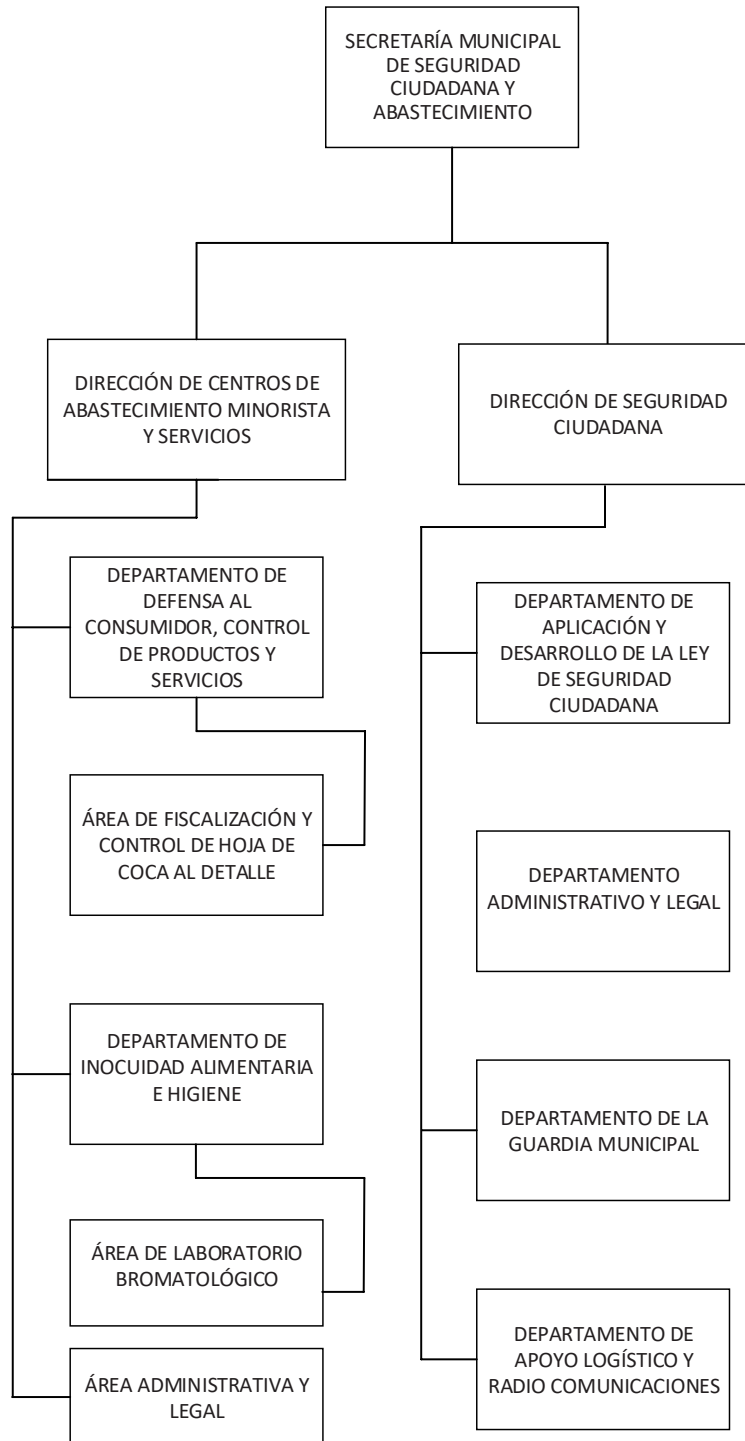 SECRETARÍA MUNICIPAL
DE SEGURIDAD
CIUDADANA Y
ABASTECIMIENTO
DIRECCIÓN DE CENTROS DE
ABASTECIMIENTO MINORISTA
Y SERVICIOS
DIRECCIÓN DE SEGURIDAD
CIUDADANA
DEPARTAMENTO DE
DEFENSA AL
CONSUMIDOR, CONTROL
DE PRODUCTOS Y
SERVICIOS
ÁREA DE FISCALIZACIÓN Y
CONTROL DE HOJA DE
COCA AL DETALLE
DEPARTAMENTO DE
INOCUIDAD ALIMENTARIA
E HIGIENE
ÁREA DE LABORATORIO
BROMATOLÓGICO
ÁREA ADMINISTRATIVA Y
LEGAL
DEPARTAMENTO DE
APLICACIÓN Y
DESARROLLO DE LA LEY
DE SEGURIDAD
CIUDADANA
DEPARTAMENTO
ADMINISTRATIVO Y LEGAL
DEPARTAMENTO DE LA
GUARDIA MUNICIPAL
DEPARTAMENTO DE
APOYO LOGÍSTICO Y
RADIO COMUNICACIONES